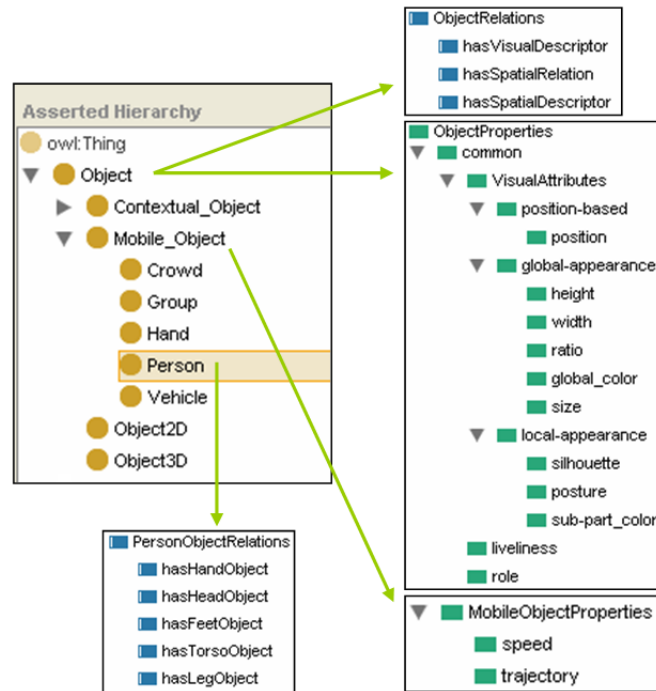 Asserted Hierarchy
owl:Thing
Object
Contextual_Object
Mobile_Object
Crowd
Group
Hand
Person
Vehicle
Object2D
Object3D
ObjectRelations
hasVisualDescriptor
hasSpatialRelation
hasSpatialDescriptor
ObjectProperties
common
VisualAttributes
position-based
position
global-appearance
height
width
ratio
global_color
size
local-appearance
silhouette
posture
sub-part_color
liveliness
role
PersonObjectRelations
hasHandObject
hasHeadObject
hasFeetObject
hasTorsoObject
hasLegObject
MobileObjectProperties
speed
trajectory